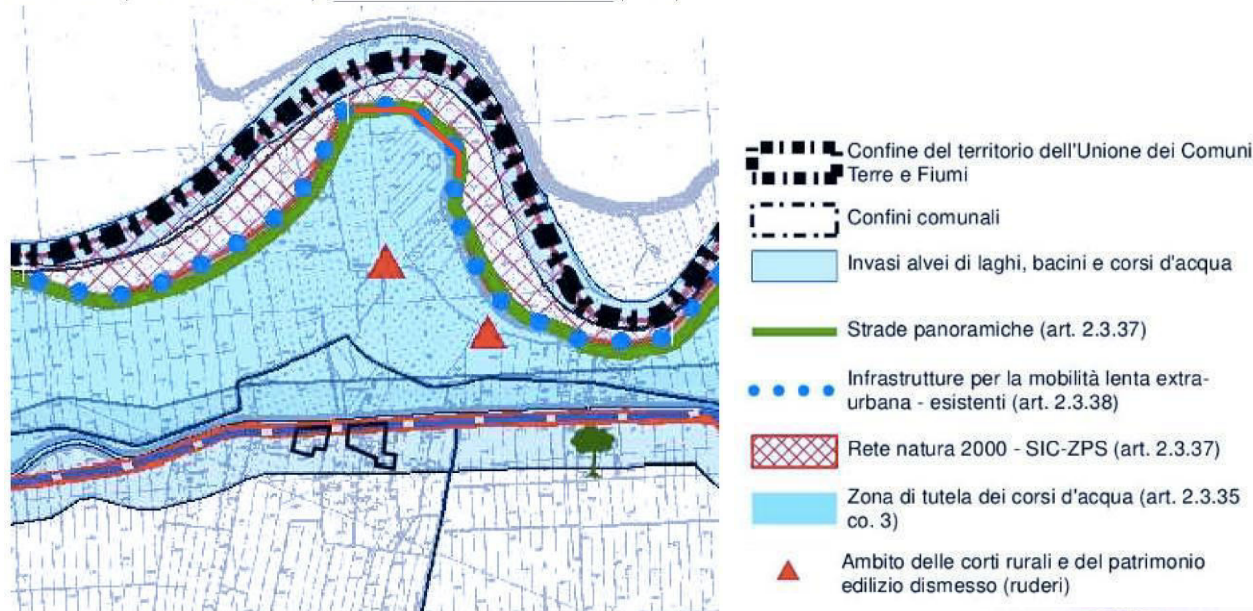 Confine del territorio dell'Unione dei Comuni
Terre e Fiumi
Confini comunali
Invasi alvei di laghi, bacini e corsi d'acqua
Strade panoramiche (art. 2.3.37)
Infrastrutture per la mobilità lenta extra-
urbana - esistenti (art. 2.3.38)
Rete natura 2000 - SIC-ZPS (art. 2.3.37)
Zona di tutela dei corsi d'acqua (art. 2.3.35
co. 3)
Ambito delle corti rurali e del patrimonio
edilizio dismesso (ruderi)